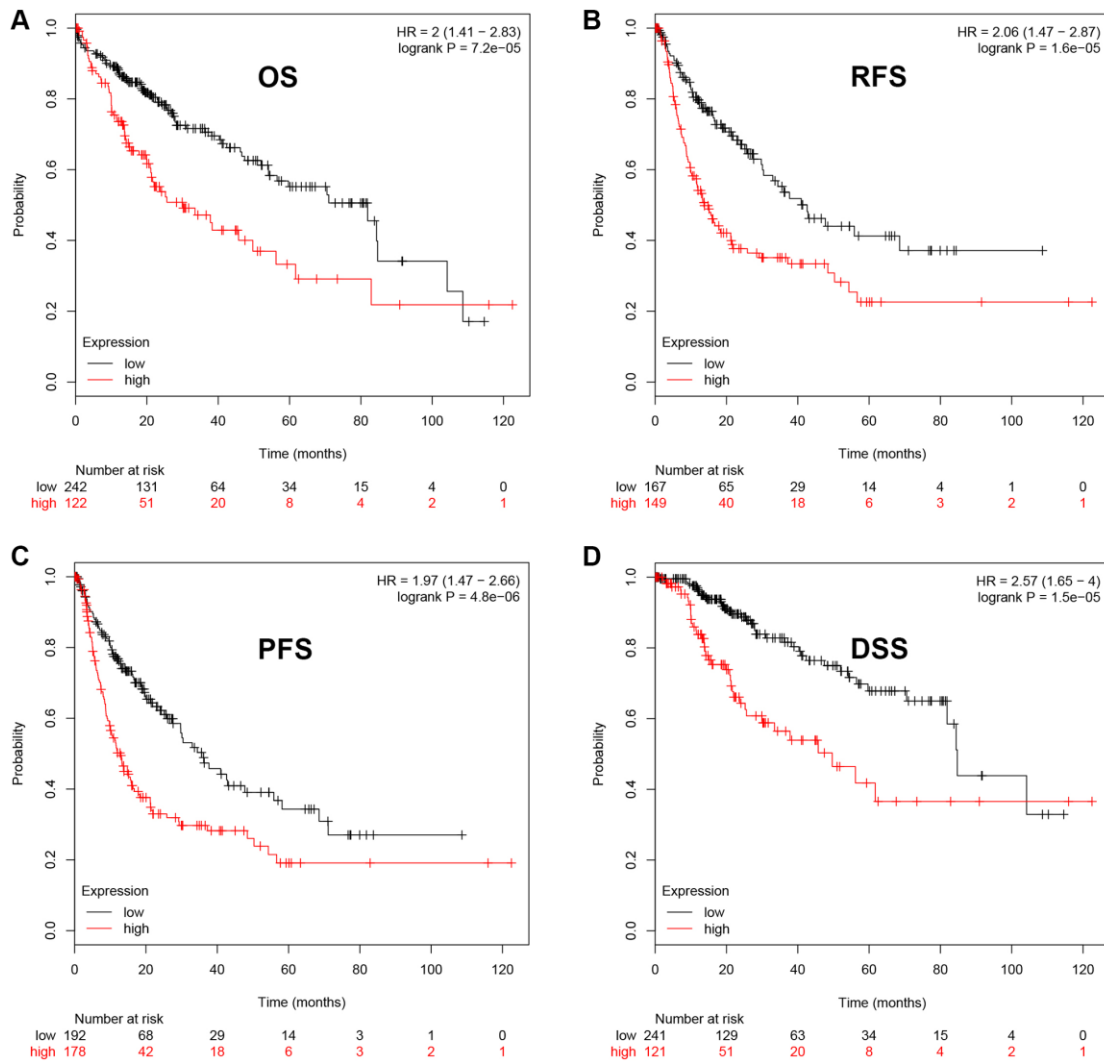 A
HR = 2 (1.41 − 2.83)
logrank P = 7.2e−05
OS
Probability
1.0
0.8
0.6
0.4
0.2
0.0
Expression
low
high
0 20 40 60 80 100 120
Time (months)
Number at risk
low 242 131 64 34 15 4 0
high 122 51 20 8 4 2 1
B
HR = 2.06 (1.47 − 2.87)
logrank P = 1.6e−05
RFS
Probability
1.0
0.8
0.6
0.4
0.2
0.0
Expression
low
high
0 20 40 60 80 100 120
Time (months)
Number at risk
low 167 65 29 14 4 1 0
high 149 40 18 6 3 2 1
C
HR = 1.97 (1.47 − 2.66)
logrank P = 4.8e−06
PFS
Probability
1.0
0.8
0.6
0.4
0.2
0.0
Expression
low
high
0 20 40 60 80 100 120
Time (months)
Number at risk
low 192 68 29 14 3 1 0
high 178 42 18 6 3 2 1
D
HR = 2.57 (1.65 − 4)
logrank P = 1.5e−05
DSS
Probability
1.0
0.8
0.6
0.4
0.2
0.0
Expression
low
high
0 20 40 60 80 100 120
Time (months)
Number at risk
low 241 129 63 34 15 4 0
high 121 51 20 8 4 2 1